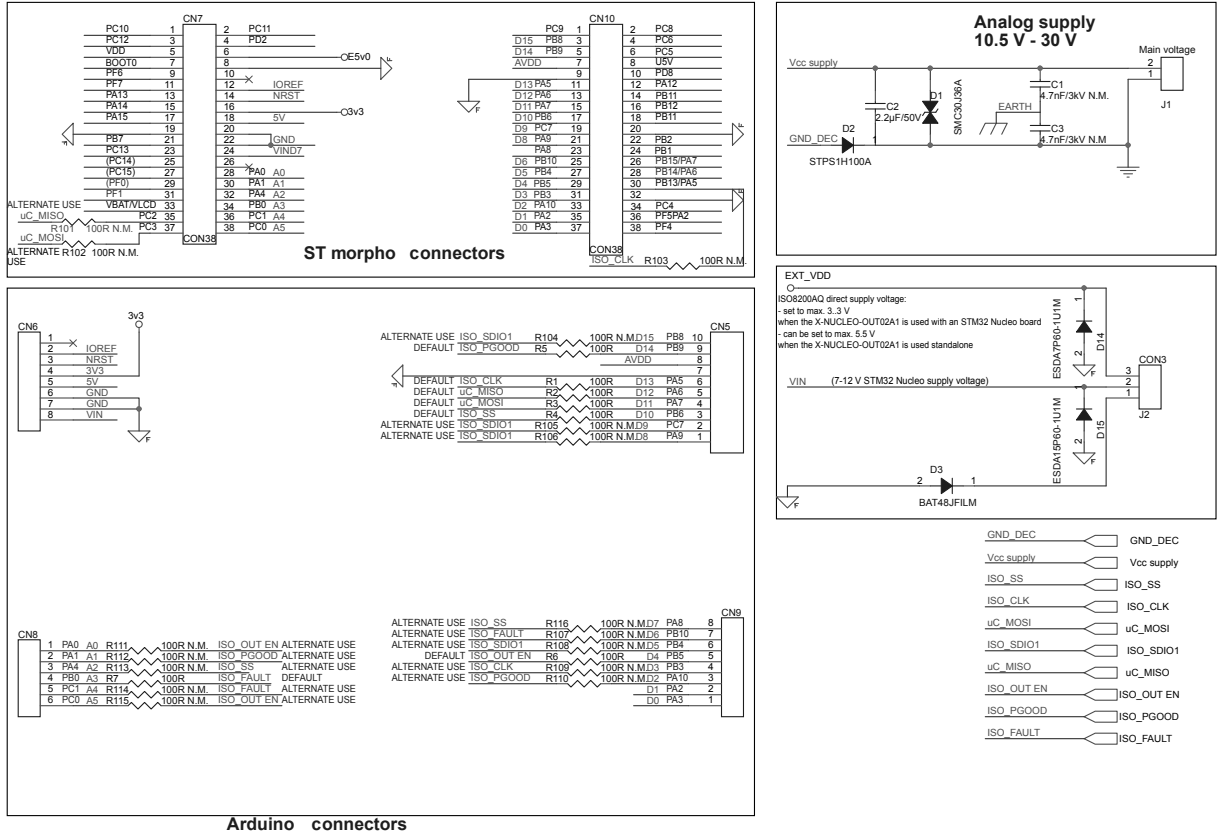 CN7
PC10 1 2 PC11
PC12 3 4 PD2
VDD 5 6 E5v0
BOOT0 7 8 F
PF6 9 10
PF7 11 12 IOREF
PA13 13 14 NRST
PA14 15 16 3v3
PA15 17 18 5V
F 19 20
PB7 21 22 GND
PC13 23 24 VIND7
(PC14) 25 26
(PC15) 27 28 PA0 A0
(PF0) 29 30 PA1 A1
PF1 31 32 PA4 A2
ALTERNATE USE VBAT/VLCD 33 34 PB0 A3
uC_MISO PC2 35 36 PC1 A4
R101 100R N.M.
uC_MOSI PC3 37 38 PC0 A5
CON38
ALTERNATE USE R102 100R N.M.
CN10
PC9 1 2 PC8
D15 PB8 3 4 PC6
D14 PB9 5 6 PC5
AVDD 7 8 U5V
9 10 PD8
D13 PA5 11 12 PA12
D12 PA6 13 14 PB11
F D11 PA7 15 16 PB12
D10 PB6 17 18 PB11
D9 PC7 19 20 F
D8 PA9 21 22 PB2
PA8 23 24 PB1
D6 PB10 25 26 PB15/PA7
D5 PB4 27 28 PB14/PA6
D4 PB5 29 30 PB13/PA5
D3 PB3 31 32 F
D2 PA10 33 34 PC4
D1 PA2 35 36 PF5PA2
D0 PA3 37 38 PF4
CON38
ISO_CLK R103 100R N.M.
ST morpho connectors
Analog supply
10.5 V - 30 V
Main voltage
Vcc supply
2
1
J1
C1
4.7nF/3kV N.M.
D1
SMC30J36A
C2
2.2µF/50V
EARTH
C3
4.7nF/3kV N.M
GND_DEC
D2
1
STPS1H100A
CN6
3v3
1
2 IOREF
3 NRST
4 3V3
5 5V
6 GND
7 GND
8 VIN
F
CN5
ALTERNATE USE ISO_SDIO1 R104 100R N.M. D15 PB8 10
DEFAULT ISO_PGOOD R5 100R D14 PB9 9
AVDD 8
F 7
DEFAULT ISO_CLK R1 100R D13 PA5 6
DEFAULT uC_MISO R2 100R D12 PA6 5
DEFAULT uC_MOSI R3 100R D11 PA7 4
DEFAULT ISO_SS R4 100R D10 PB6 3
ALTERNATE USE ISO_SDIO1 R105 100R N.M. D9 PC7 2
ALTERNATE USE ISO_SDIO1 R106 100R N.M. D8 PA9 1
CN8
1 PA0 A0 R111 100R N.M. ISO_OUT EN ALTERNATE USE
2 PA1 A1 R112 100R N.M. ISO_PGOOD ALTERNATE USE
3 PA4 A2 R113 100R N.M. ISO_SS ALTERNATE USE
4 PB0 A3 R7 100R ISO_FAULT DEFAULT
5 PC1 A4 R114 100R N.M. ISO_FAULT ALTERNATE USE
6 PC0 A5 R115 100R N.M. ISO_OUT EN ALTERNATE USE
CN9
ALTERNATE USE ISO_SS R116 100R N.M. D7 PA8 8
ALTERNATE USE ISO_FAULT R107 100R N.M. D6 PB10 7
ALTERNATE USE ISO_SDIO1 R108 100R N.M. D5 PB4 6
DEFAULT ISO_OUT EN R6 100R D4 PB5 5
ALTERNATE USE ISO_CLK R109 100R N.M. D3 PB3 4
ALTERNATE USE ISO_PGOOD R110 100R N.M. D2 PA10 3
D1 PA2 2
D0 PA3 1
Arduino connectors
EXT_VDD
ISO8200AQ direct supply voltage:
- set to max. 3..3 V
when the X-NUCLEO-OUT02A1 is used with an STM32 Nucleo board
- can be set to max. 5.5 V
when the X-NUCLEO-OUT02A1 is used standalone
ESDA7P60-1U1M
1
2
D14
F
CON3
3
2
1
J2
VIN (7-12 V STM32 Nucleo supply voltage)
ESDA15P60-1U1M
1
2
D15
F
D3
2 1
BAT48JFILM
F
GND_DEC GND_DEC
Vcc supply Vcc supply
ISO_SS ISO_SS
ISO_CLK ISO_CLK
uC_MOSI uC_MOSI
ISO_SDIO1 ISO_SDIO1
uC_MISO uC_MISO
ISO_OUT EN ISO_OUT EN
ISO_PGOOD ISO_PGOOD
ISO_FAULT ISO_FAULT